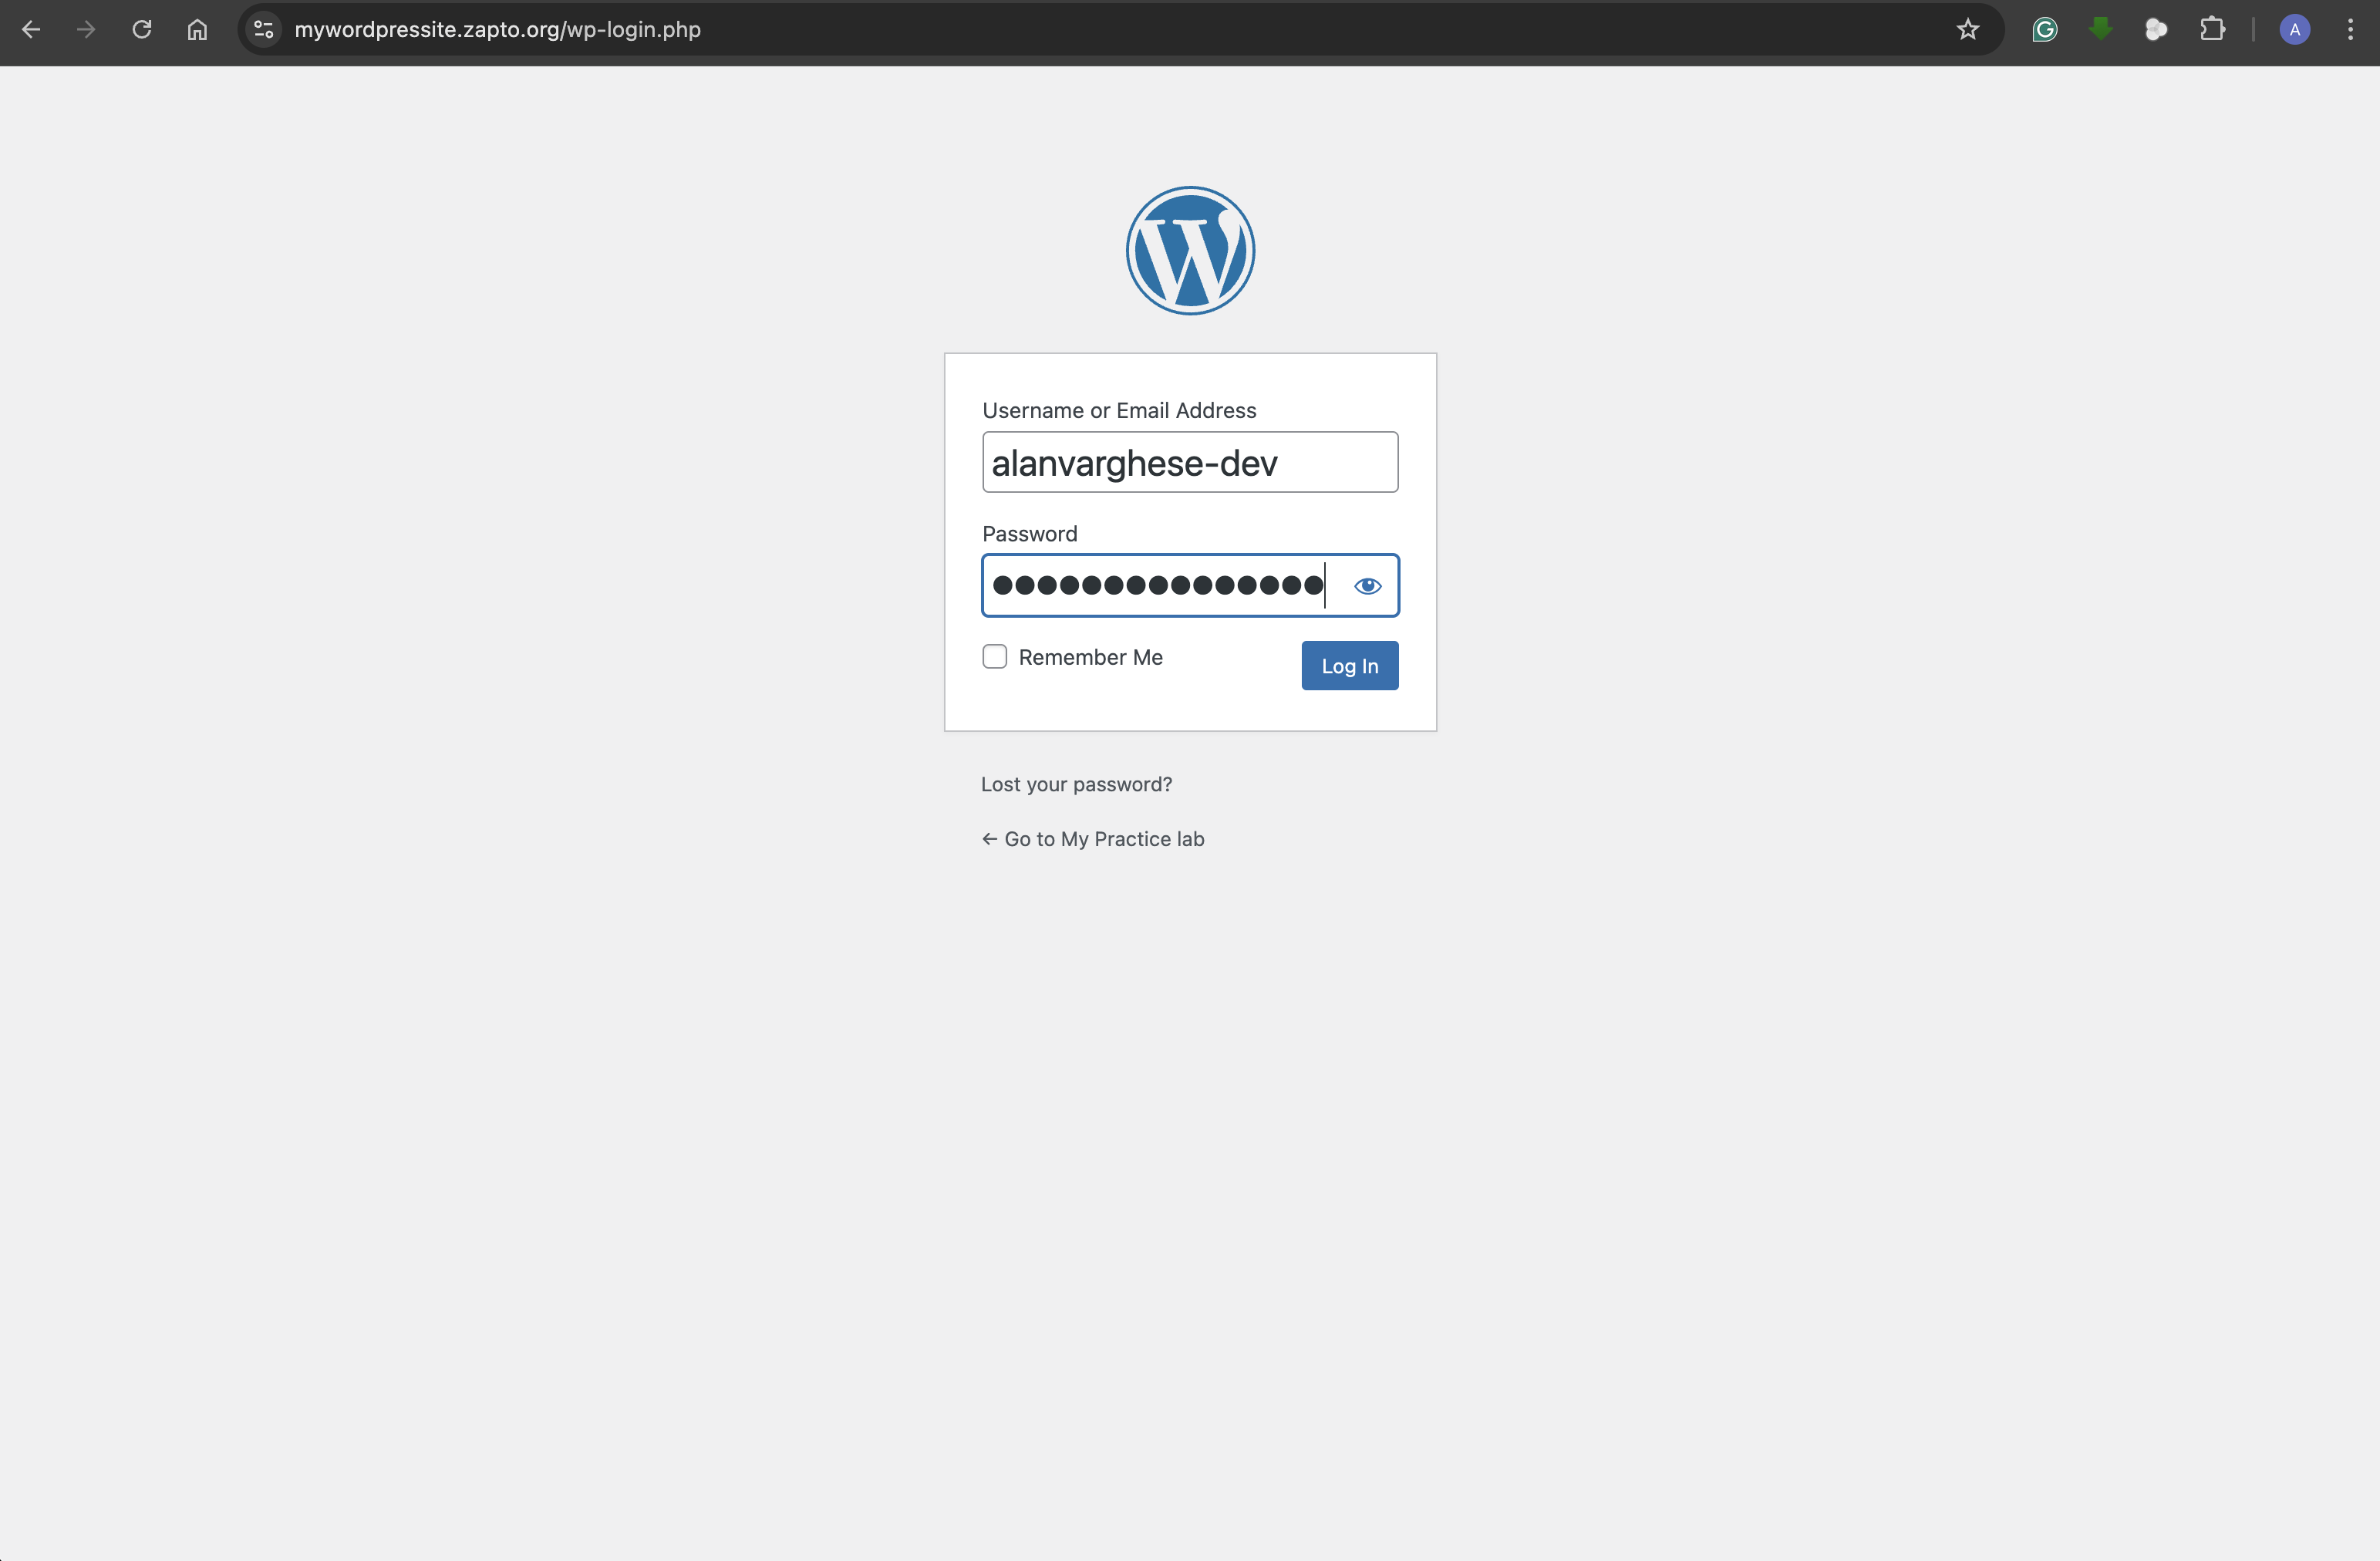 mywordpressite.zapto.org/wp-login.php
A
Username or Email Address
alanvarghese-dev
Password
Remember Me
Log In
Lost your password?
← Go to My Practice lab